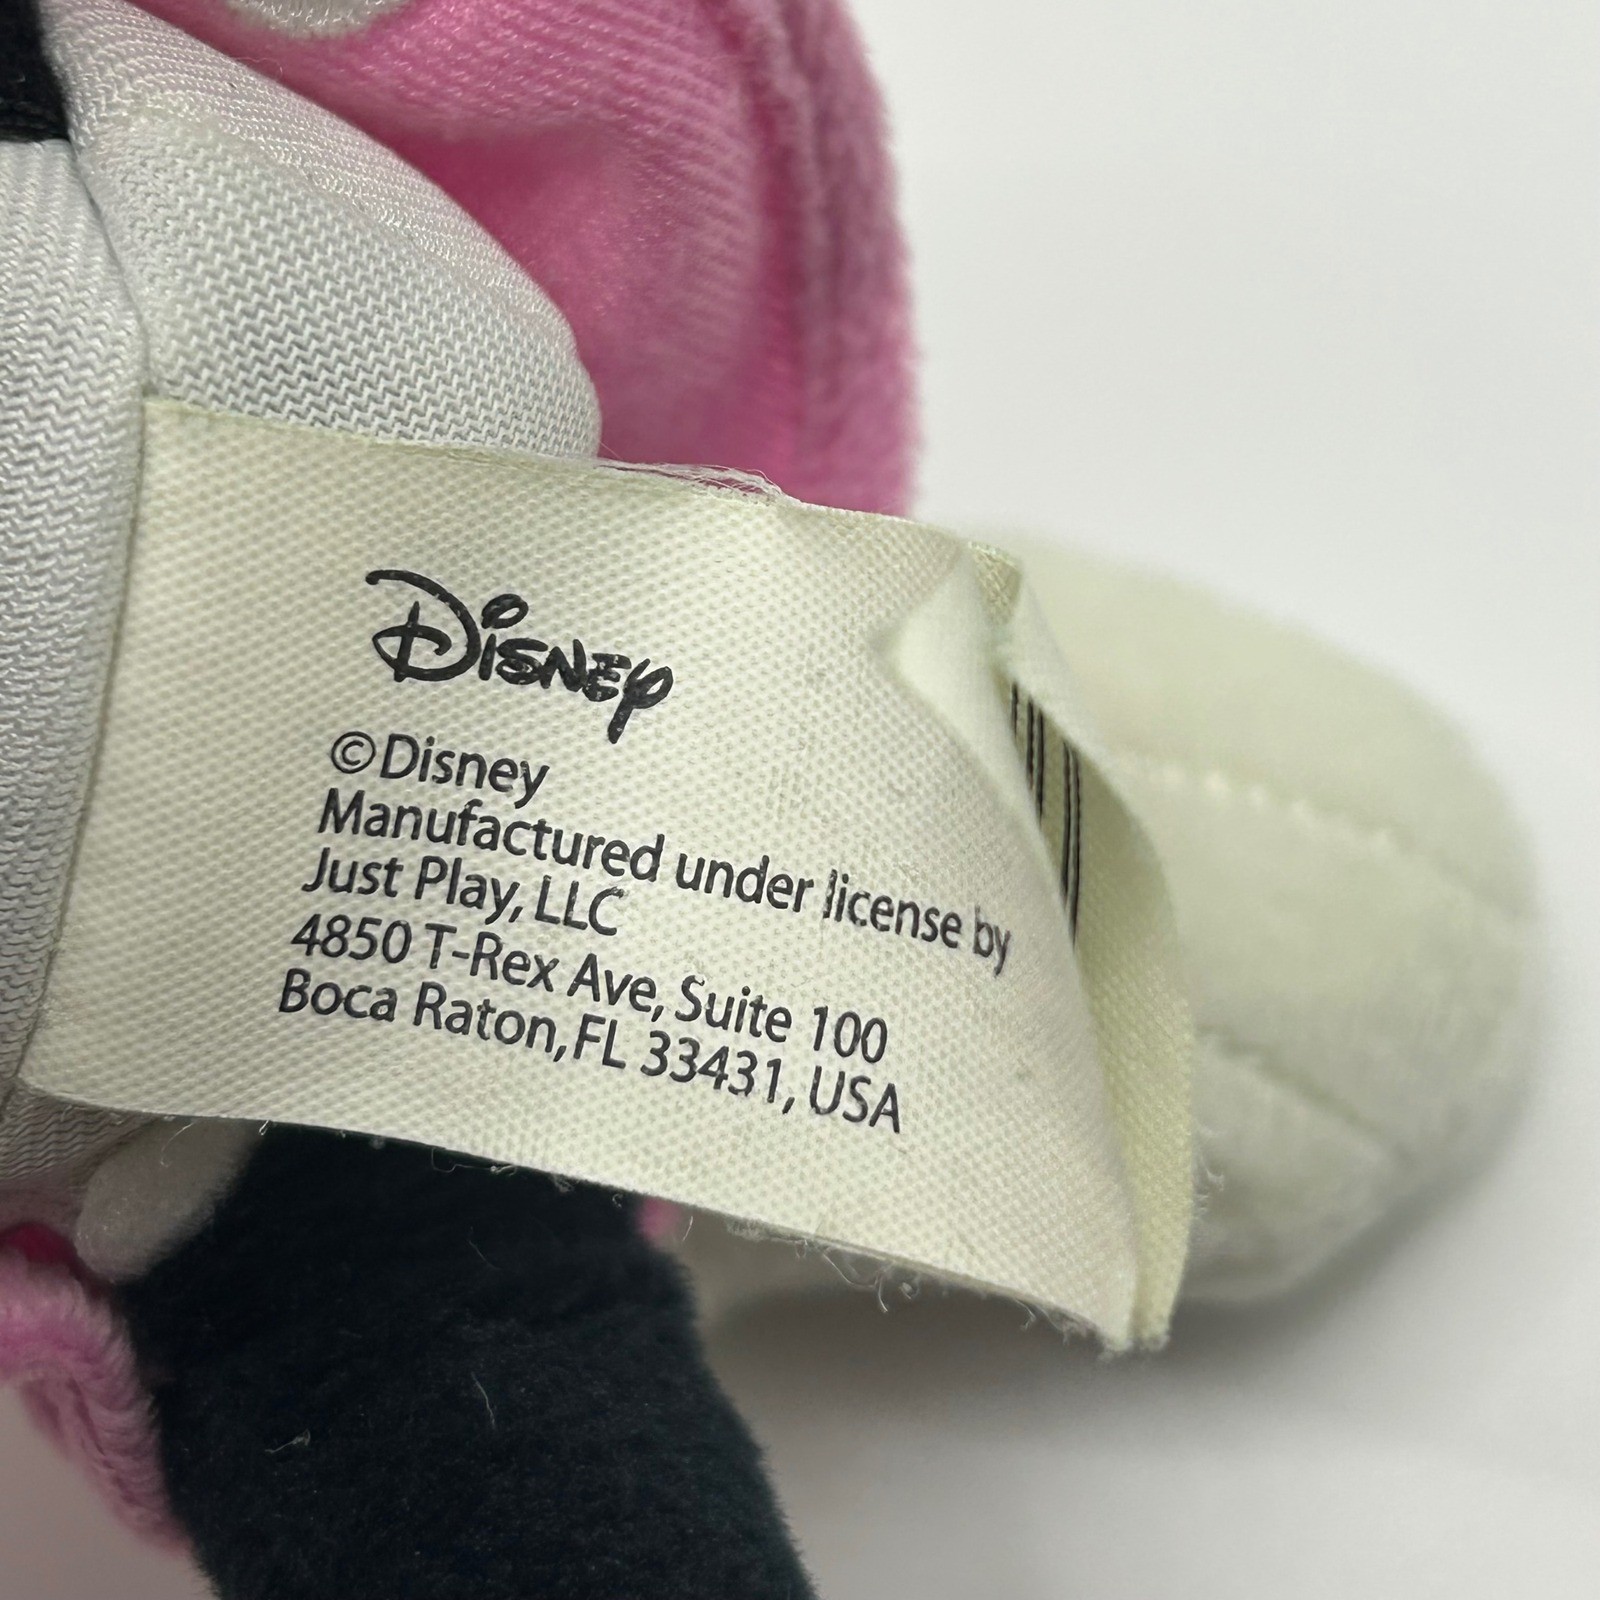 Disney
©Disney
Manufactured under license by
Just Play, LLC
4850 T-Rex Ave, Suite 100
Boca Raton, FL 33431, USA